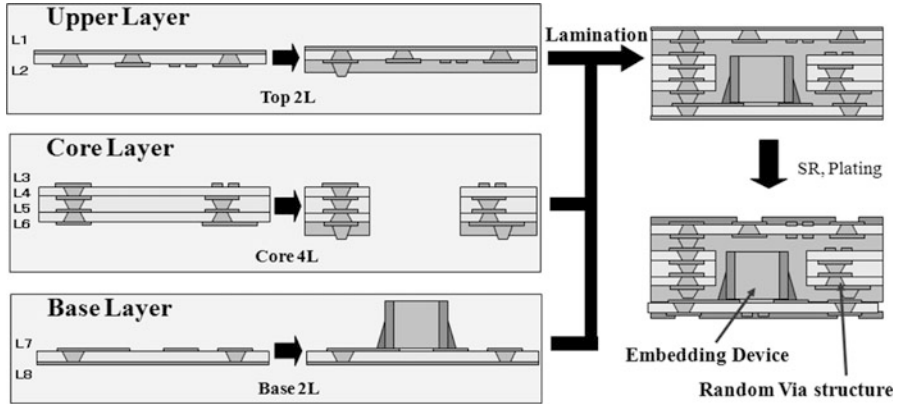 Upper Layer
L1
L2
Top 2L
Core Layer
L3
L4
L5
L6
Core 4L
Base Layer
L7
L8
Base 2L
Lamination
SR, Plating
Embedding Device
Random Via structure